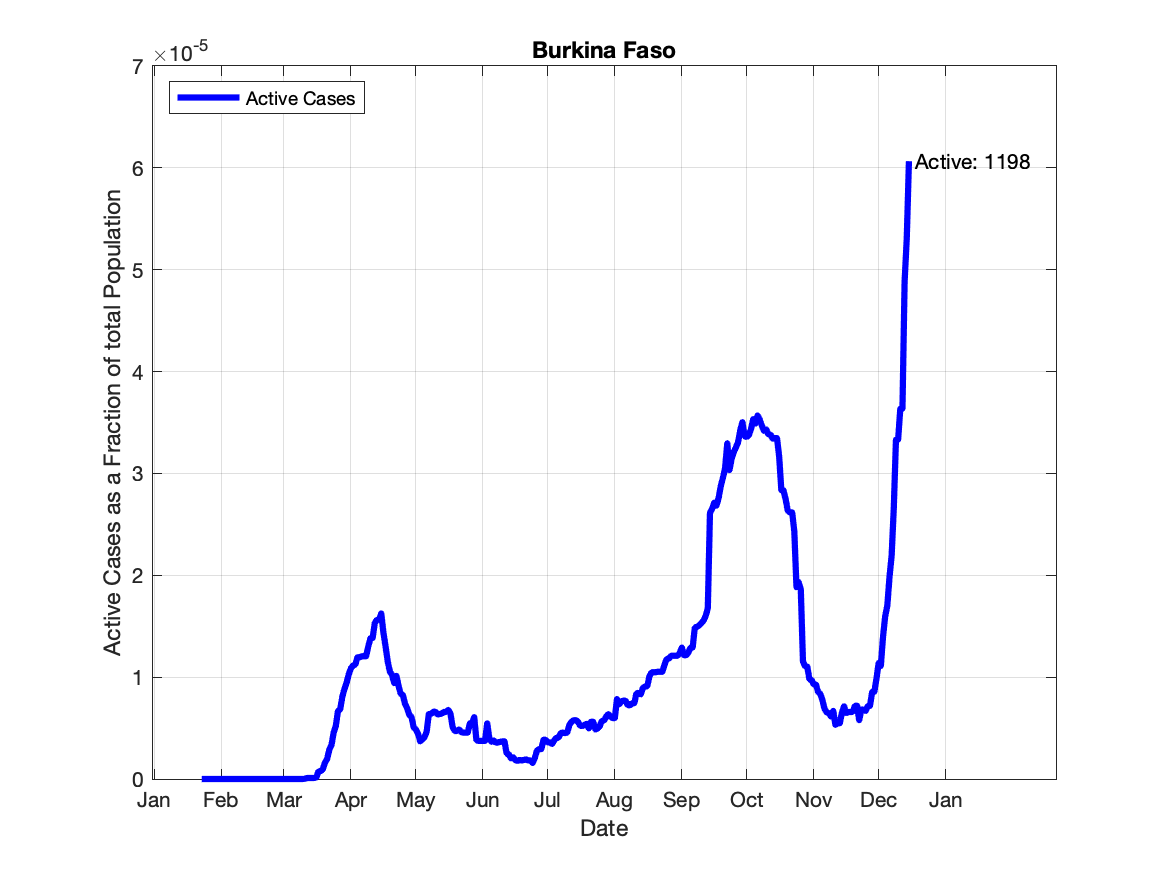 Burkina Faso
×10-5
7
6
5
4
3
2
1
0
Active Cases
Active: 1198
Active Cases as a Fraction of total Population
Jan Feb Mar Apr May Jun Jul Aug Sep Oct Nov Dec Jan
Date